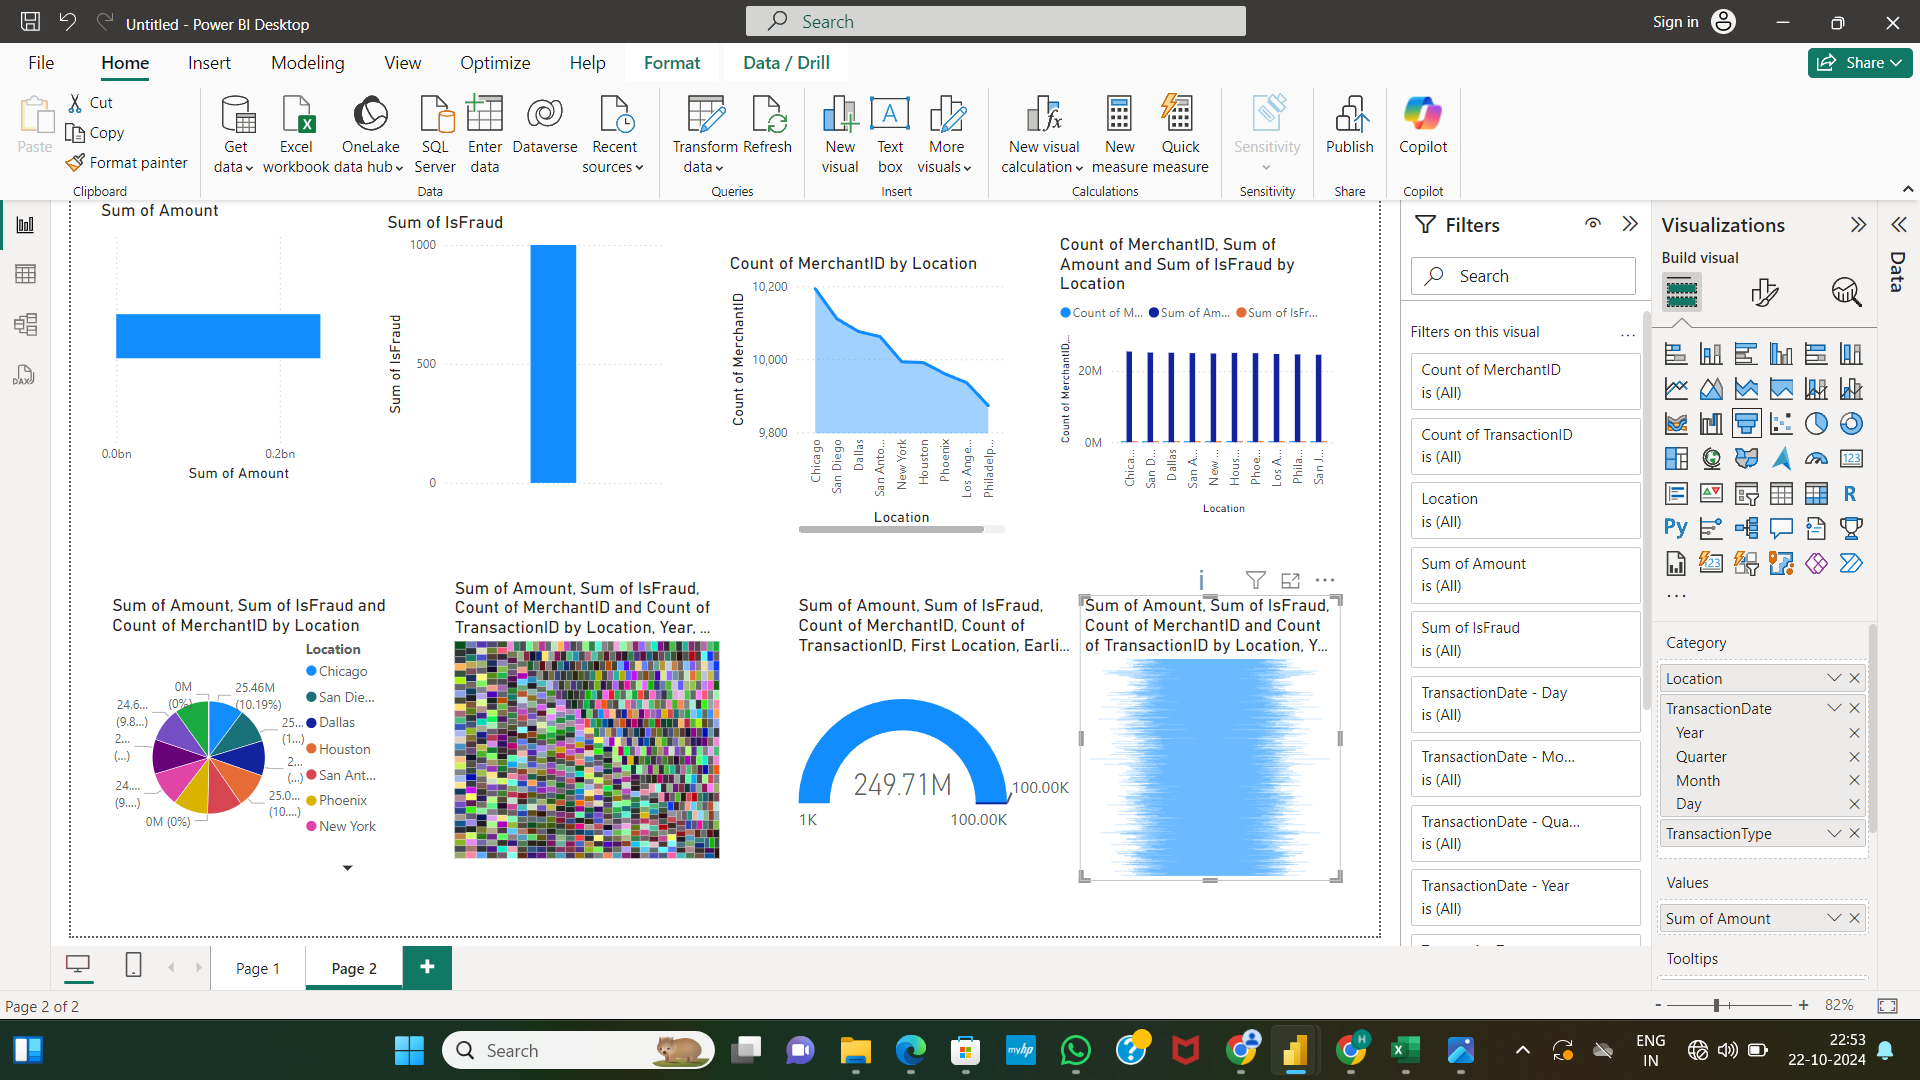 Untitled - Power BI Desktop
Search
Sign in
File Home Insert Modeling View Optimize Help Format Data / Drill
Share
Paste
Cut
Copy
Format painter
Clipboard
Get data
Excel workbook
OneLake data hub
SQL Server
Enter data
Dataverse
Recent sources
Data
Transform data
Refresh
Queries
New visual
Text box
More visuals
Insert
New visual calculation
New measure
Quick measure
Calculations
Sensitivity
Sensitivity
Publish
Share
Copilot
Copilot
Sum of Amount
0.0bn 0.2bn
Sum of Amount
Sum of IsFraud
1000
500
0
Sum of IsFraud
Count of MerchantID by Location
10,200
10,000
9,800
Count of MerchantID
Chicago
San Diego
Dallas
San Anto...
New York
Houston
Phoenix
Los Ange...
Philadelp...
Location
Count of MerchantID, Sum of
Amount and Sum of IsFraud by
Location
Count of M... Sum of Am... Sum of IsFr...
20M
0M
Count of MerchantID,...
Chica...
San D...
Dallas
San A...
New ...
Hous...
Phoe...
Los A...
Phila...
San J...
Location
Sum of Amount, Sum of IsFraud and
Count of MerchantID by Location
Location
Chicago
San Die...
Dallas
Houston
San Ant...
Phoenix
New York
0M
(0%)
25.46M
(10.19%)
25...
(1...)
2...
(...)
25.0...
(10....)
0M (0%)
24....
(9....)
2...
(...)
24.6...
(9.8...)
Sum of Amount, Sum of IsFraud,
Count of MerchantID and Count of
TransactionID by Location, Year, ...
Sum of Amount, Sum of IsFraud,
Count of MerchantID, Count of
TransactionID, First Location, Earli...
249.71M
100.00K
1K
100.00K
Sum of Amount, Sum of IsFraud,
Count of MerchantID and Count
of TransactionID by Location, Y...
Filters
Search
Filters on this visual
...
Count of MerchantID
is (All)
Count of TransactionID
is (All)
Location
is (All)
Sum of Amount
is (All)
Sum of IsFraud
is (All)
TransactionDate - Day
is (All)
TransactionDate - Mo...
is (All)
TransactionDate - Qua...
is (All)
TransactionDate - Year
is (All)
Visualizations
Build visual
123
R
Py
123
...
Category
Location
TransactionDate
Year
Quarter
Month
Day
TransactionType
Values
Sum of Amount
Tooltips
Data
Page 1
Page 2
+
Page 2 of 2
- + 82%
Search
myhp
ENG
IN
22:53
22-10-2024